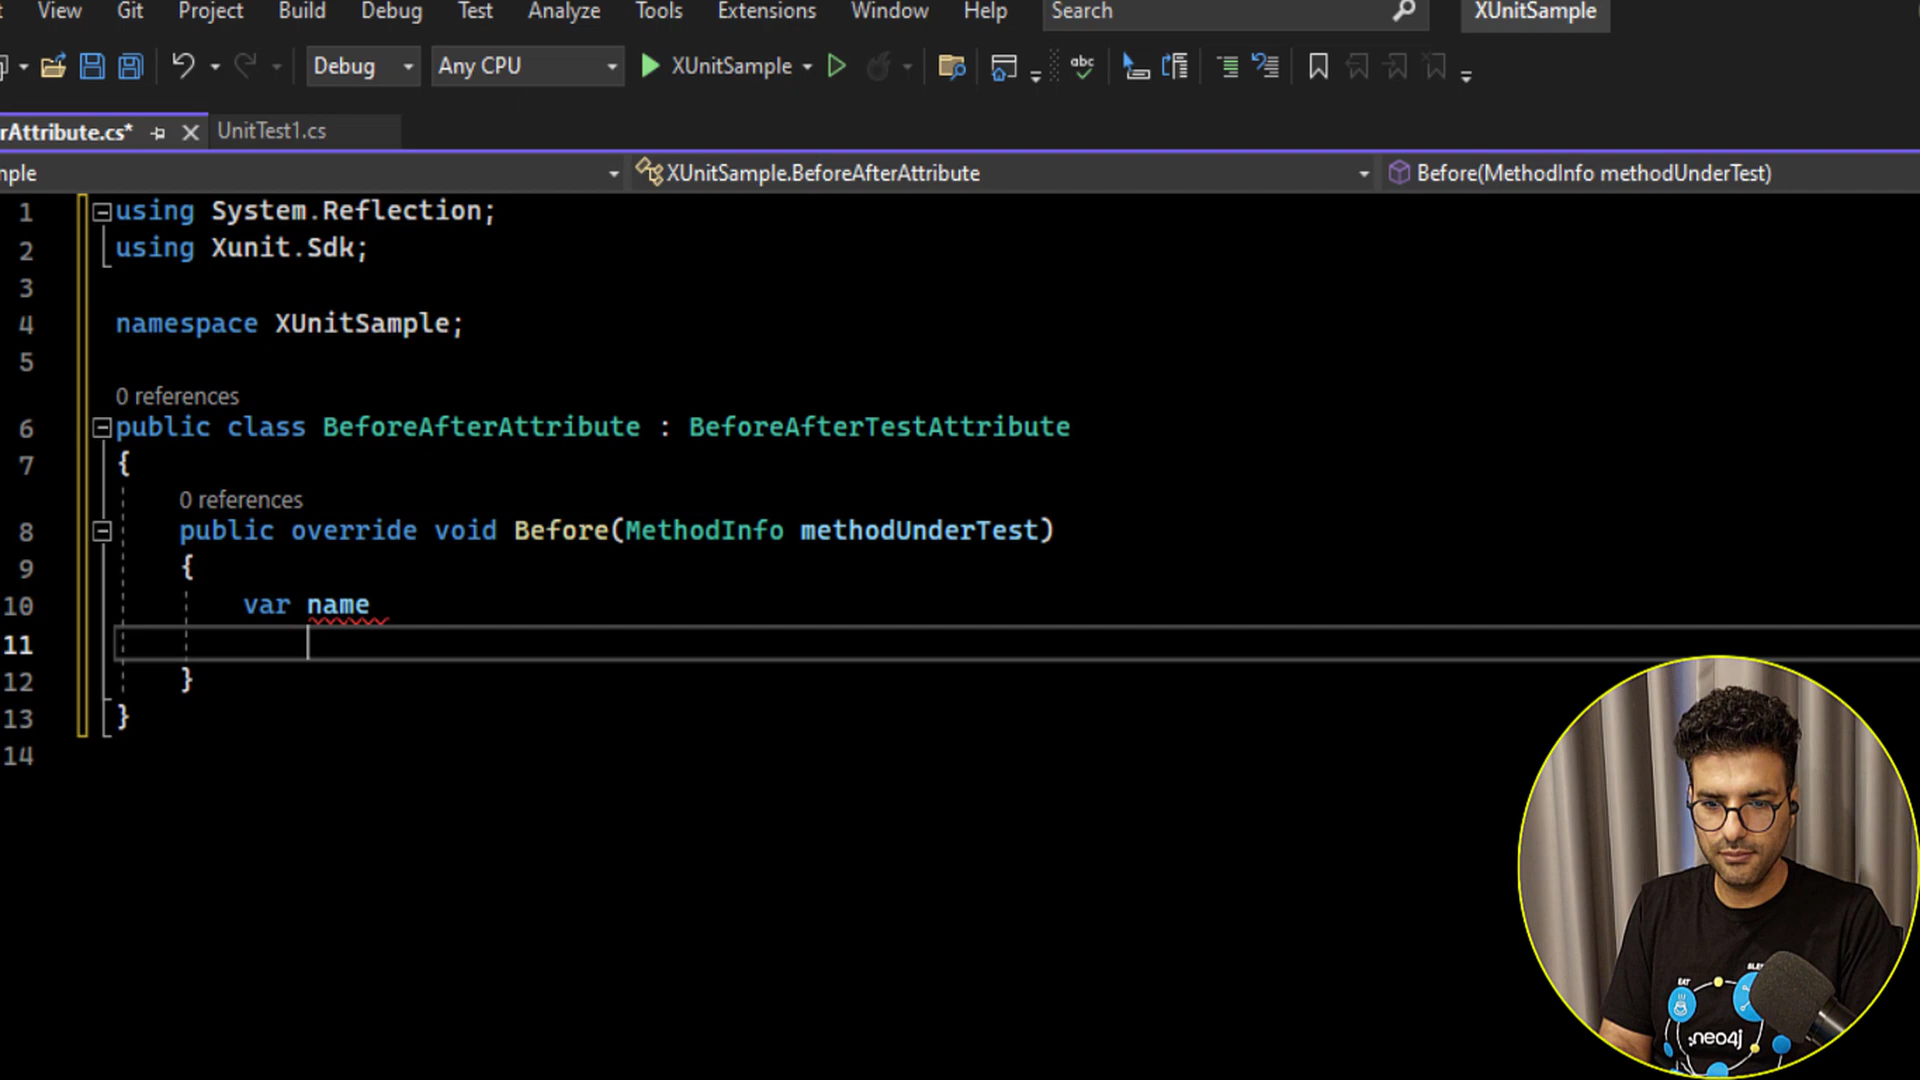 View Git Project Build Debug Test Analyze Tools Extensions Window Help Search XUnitSample
Debug Any CPU XUnitSample abc
rAttribute.cs* UnitTest1.cs
mple XUnitSample.BeforeAfterAttribute Before(MethodInfo methodUnderTest)
1 using System.Reflection;
2 using Xunit.Sdk;
3
4 namespace XUnitSample;
5
0 references
6 public class BeforeAfterAttribute : BeforeAfterTestAttribute
7 {
0 references
8 public override void Before(MethodInfo methodUnderTest)
9 {
10 var name
11
12 }
13 }
14
EAT
:neo4j